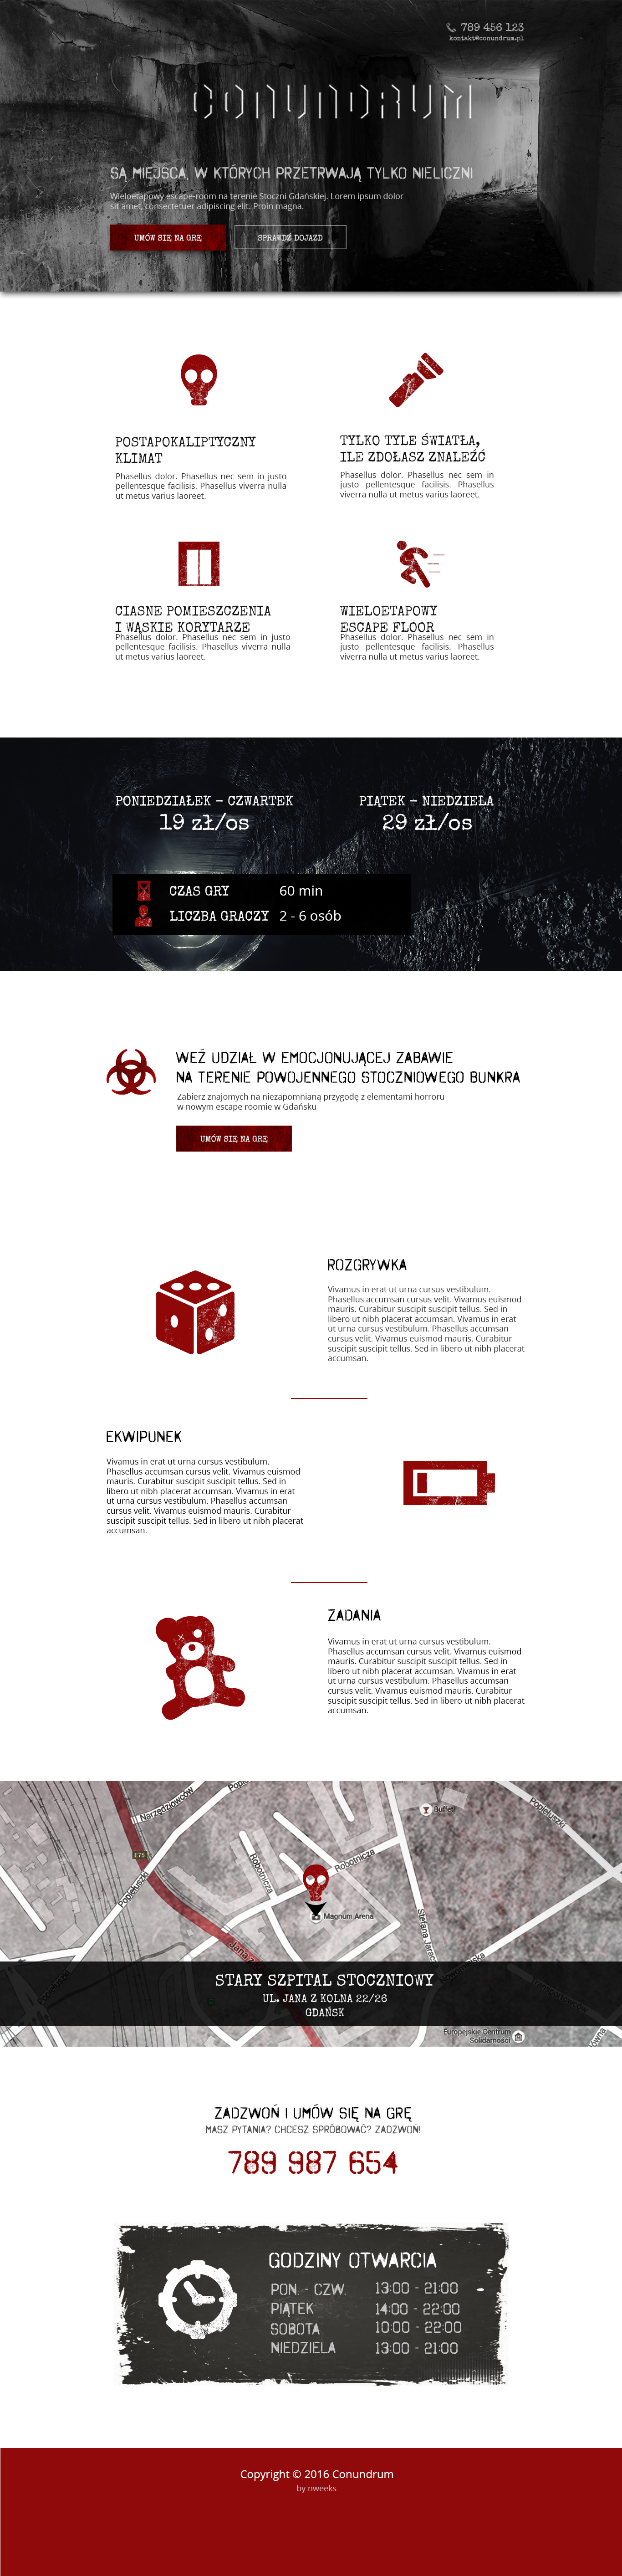 789 456 123
kontakt@conundrum.pl
CONUNDRUM
SĄ MIEJSCA, W KTÓRYCH PRZETRWAJĄ TYLKO NIELICZNI
Wieloetapowy escape-room na terenie Stoczni Gdańskiej. Lorem ipsum dolor
sit amet, consectetuer adipiscing elit. Proin magna.
UMÓW SIĘ NA GRĘ
SPRAWDŹ DOJAZD
POSTAPOKALIPTYCZNY
KLIMAT
Phasellus dolor. Phasellus nec sem in justo
pellentesque facilisis. Phasellus viverra nulla
ut metus varius laoreet.
TYLKO TYLE ŚWIATŁA,
ILE ZDOŁASZ ZNALEŹĆ
Phasellus dolor. Phasellus nec sem in
justo pellentesque facilisis. Phasellus
viverra nulla ut metus varius laoreet.
CIASNE POMIESZCZENIA
I WĄSKIE KORYTARZE
Phasellus dolor. Phasellus nec sem in justo
pellentesque facilisis. Phasellus viverra nulla
ut metus varius laoreet.
WIELOETAPOWY
ESCAPE FLOOR
Phasellus dolor. Phasellus nec sem in
justo pellentesque facilisis. Phasellus
viverra nulla ut metus varius laoreet.
PONIEDZIAŁEK - CZWARTEK
19 zł/os
PIĄTEK - NIEDZIELA
29 zł/os
CZAS GRY 60 min
LICZBA GRACZY 2 - 6 osób
WEŹ UDZIAŁ W EMOCJONUJĄCEJ ZABAWIE
NA TERENIE POWOJENNEGO STOCZNIOWEGO BUNKRA
Zabierz znajomych na niezapomnianą przygodę z elementami horroru
w nowym escape roomie w Gdańsku
UMÓW SIĘ NA GRĘ
ROZGRYWKA
Vivamus in erat ut urna cursus vestibulum.
Phasellus accumsan cursus velit. Vivamus euismod
mauris. Curabitur suscipit suscipit tellus. Sed in
libero ut nibh placerat accumsan. Vivamus in erat
ut urna cursus vestibulum. Phasellus accumsan
cursus velit. Vivamus euismod mauris. Curabitur
suscipit suscipit tellus. Sed in libero ut nibh placerat
accumsan.
EKWIPUNEK
Vivamus in erat ut urna cursus vestibulum.
Phasellus accumsan cursus velit. Vivamus euismod
mauris. Curabitur suscipit suscipit tellus. Sed in
libero ut nibh placerat accumsan. Vivamus in erat
ut urna cursus vestibulum. Phasellus accumsan
cursus velit. Vivamus euismod mauris. Curabitur
suscipit suscipit tellus. Sed in libero ut nibh placerat
accumsan.
ZADANIA
Vivamus in erat ut urna cursus vestibulum.
Phasellus accumsan cursus velit. Vivamus euismod
mauris. Curabitur suscipit suscipit tellus. Sed in
libero ut nibh placerat accumsan. Vivamus in erat
ut urna cursus vestibulum. Phasellus accumsan
cursus velit. Vivamus euismod mauris. Curabitur
suscipit suscipit tellus. Sed in libero ut nibh placerat
accumsan.
Narzędziowców
Popiełuszki
Bufet
Popiełuszki
E75
Robotnicza
Robotnicza
Magnum Arena
Jana
STARY SZPITAL STOCZNIOWY
UL. JANA Z KOLNA 22/26
GDAŃSK
Europejskie Centrum
Solidarności
ZADZWOŃ I UMÓW SIĘ NA GRĘ
MASZ PYTANIA? CHCESZ SPRÓBOWAĆ? ZADZWOŃ!
789 987 654
GODZINY OTWARCIA
PON. - CZW. 13:00 - 21:00
PIĄTEK 14:00 - 22:00
SOBOTA 10:00 - 22:00
NIEDZIELA 13:00 - 21:00
Copyright © 2016 Conundrum
by nweeks